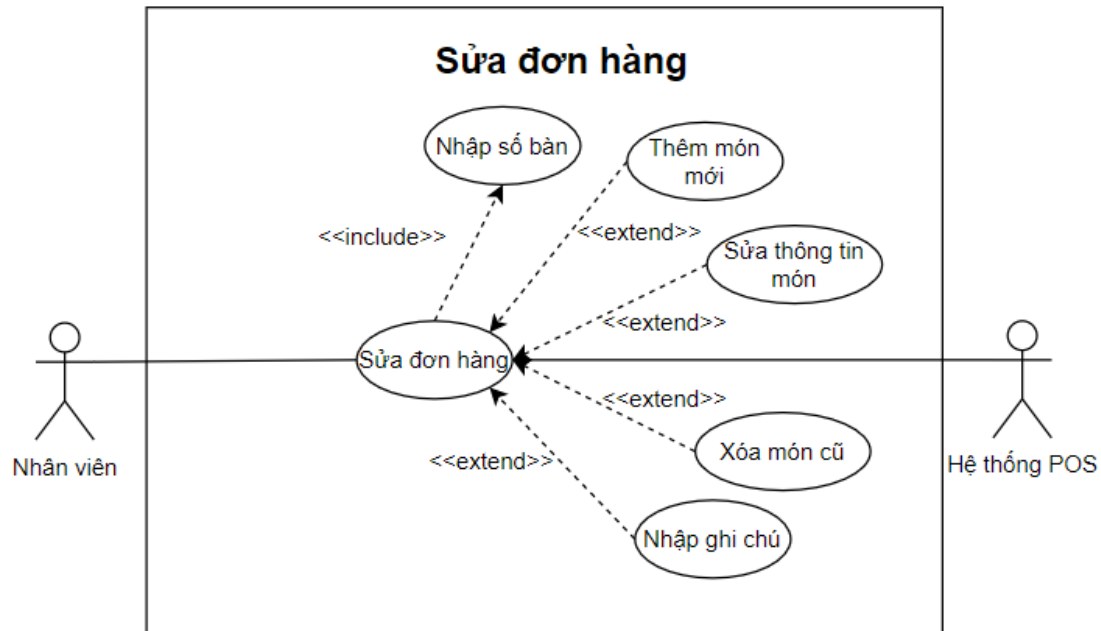 Sửa đơn hàng
Nhập số bàn
Thêm món
mới
<<include>>
<<extend>>
Sửa thông tin
món
<<extend>>
Sửa đơn hàng
<<extend>>
Xóa món cũ
<<extend>>
Nhập ghi chú
Nhân viên
Hệ thống POS